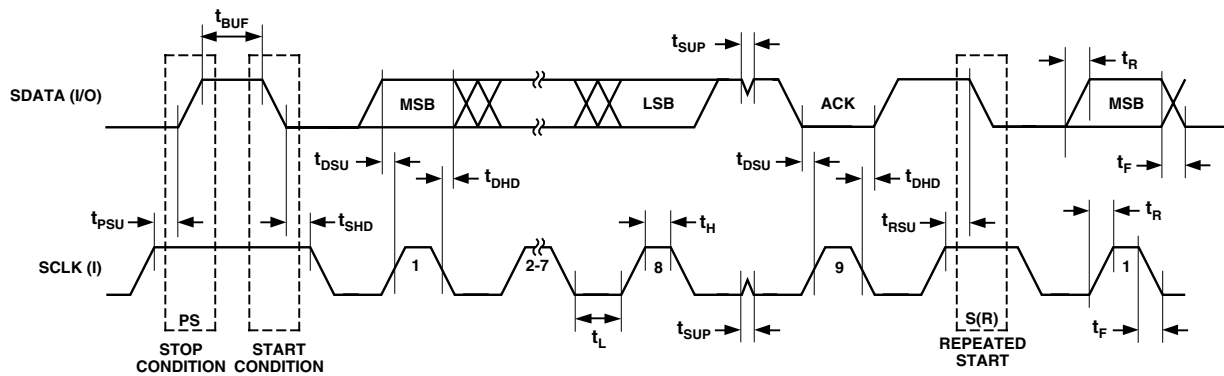 tBUF
tSUP
tR
SDATA (I/O)
MSB
LSB
ACK
MSB
tDSU
tDHD
tDSU
tDHD
tF
tPSU
tSHD
tH
tRSU
tR
SCLK (I)
1
2-7
8
9
1
PS
tL
tSUP
S(R)
tF
STOP
CONDITION
START
CONDITION
REPEATED
START